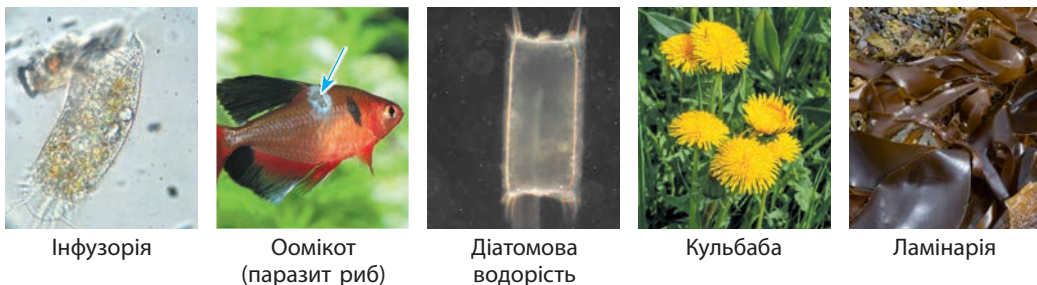 Інфузорія
Оомікот
(паразит риб)
Діатомова
водорість
Кульбаба
Ламінарія